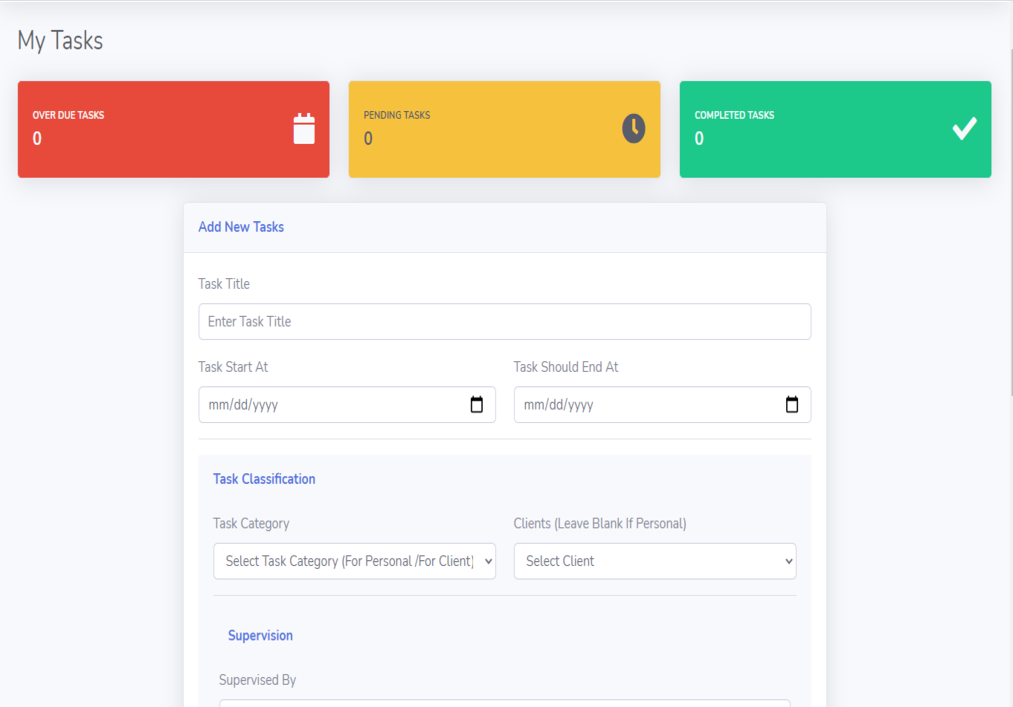 My Tasks
OVER DUE TASKS
0
PENDING TASKS
0
COMPLETED TASKS
0
Add New Tasks
Task Title
Enter Task Title
Task Start At
Task Should End At
mm/dd/yyyy
mm/dd/yyyy
Task Classification
Task Category
Clients (Leave Blank If Personal)
Select Task Category (For Personal /For Client)
Select Client
Supervision
Supervised By